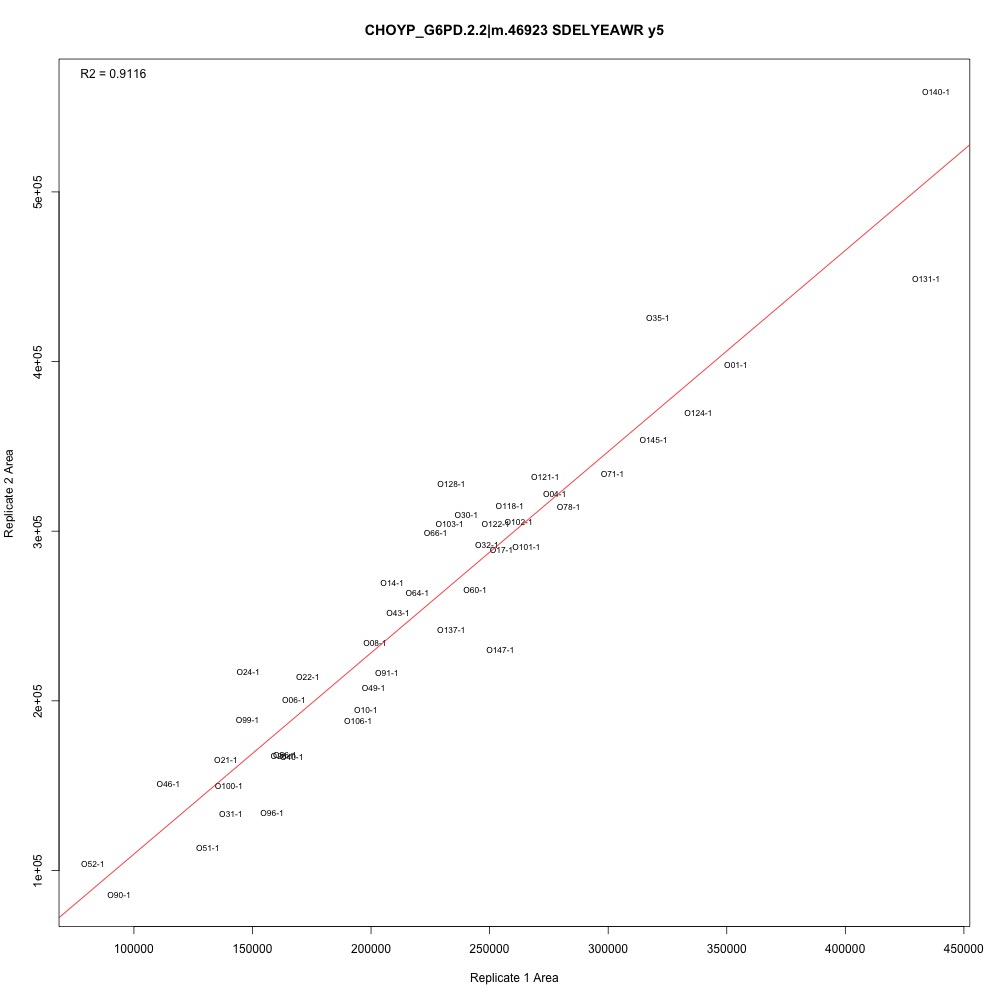 CHOYP_G6PD.2.2|m.46923 SDELYEAWR y5
R2 = 0.9116
O140-1
5e+05
O131-1
O35-1
4e+05
O01-1
O124-1
O145-1
O71-1
O121-1
O128-1
O04-1
O118-1
O78-1
O30-1
O103-1
O122-1
O102-1
O66-1
3e+05
O32-1
O17-1
O101-1
O14-1
O64-1
O60-1
O43-1
O137-1
O08-1
O147-1
O24-1
O22-1
O91-1
O49-1
2e+05
O06-1
O10-1
O99-1
O106-1
O21-1
O46-1
O100-1
O31-1
O96-1
O51-1
1e+05
O52-1
O90-1
100000 150000 200000 250000 300000 350000 400000 450000
Replicate 1 Area
Replicate 2 Area